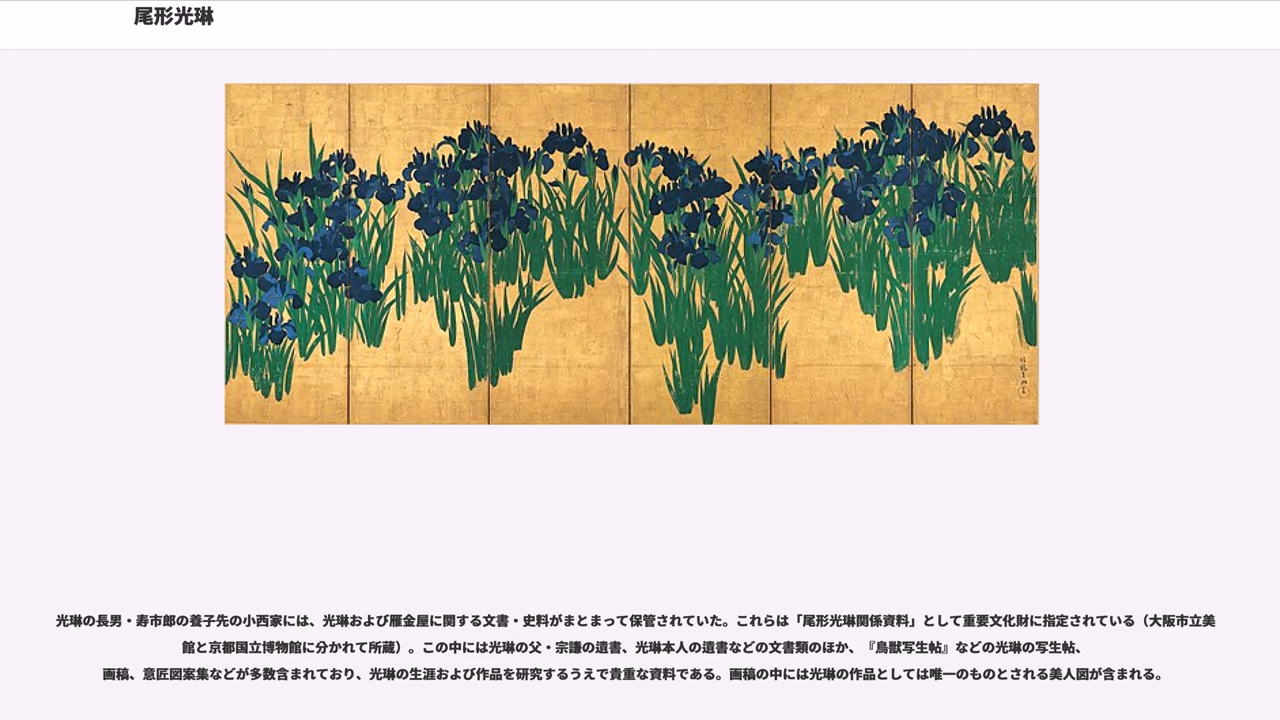 尾形光琳
光琳の長男・寿市郎の養子先の小西家には、光琳および雁金屋に関する文書・史料がまとまって保管されていた。これらは「尾形光琳関係資料」として重要文化財に指定されている（大阪市立美
館と京都国立博物館に分かれて所蔵）。この中には光琳の父・宗謙の遺書、光琳本人の遺書などの文書類のほか、『鳥獣写生帖』などの光琳の写生帖、
画稿、意匠図案集などが多数含まれており、光琳の生涯および作品を研究するうえで貴重な資料である。画稿の中には光琳の作品としては唯一のものとされる美人図が含まれる。